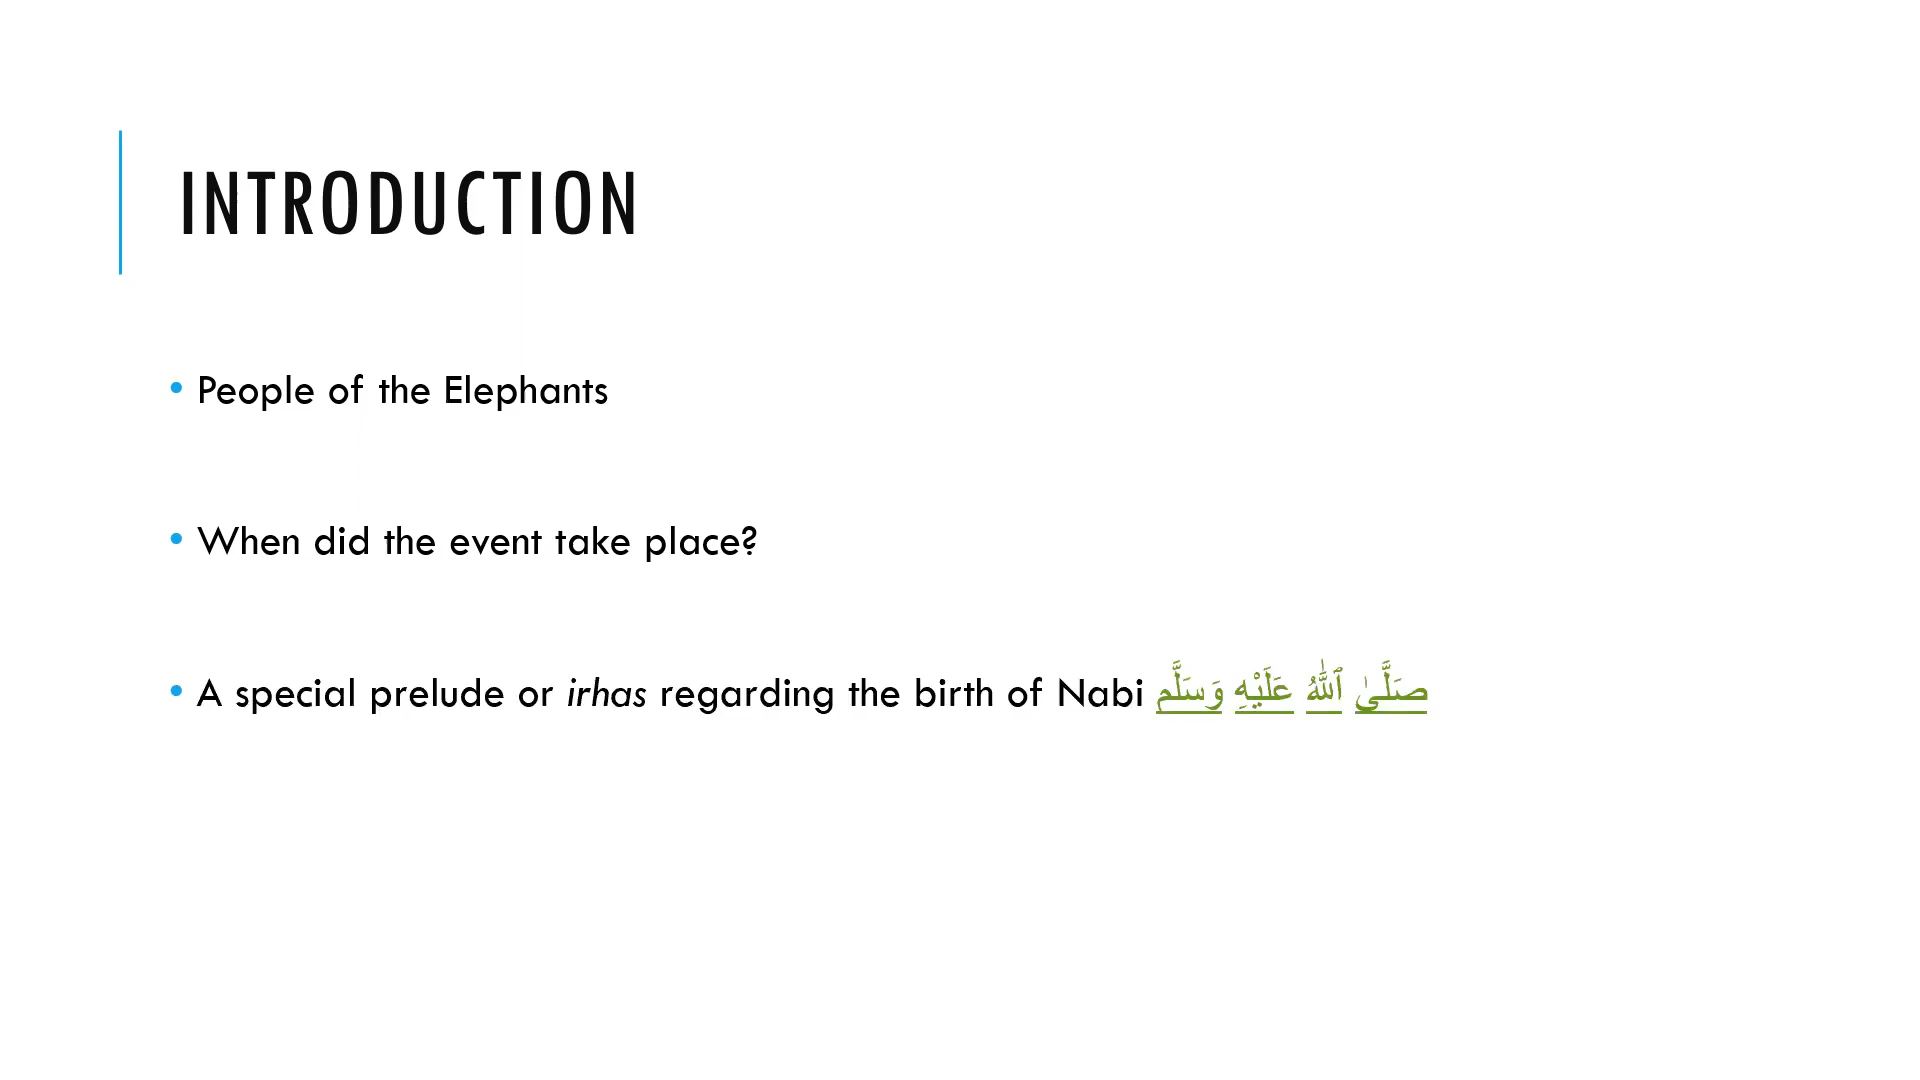 INTRODUCTION
• People of the Elephants
• When did the event take place?
• A special prelude or irhas regarding the birth of Nabi صَلَّىٰ ٱللَّٰهُ عَلَيْهِ وَسَلَّم